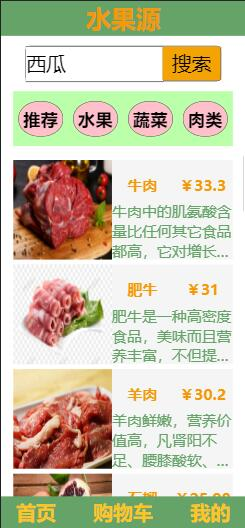 水果源
西瓜 搜索
推荐 水果 蔬菜 肉类
牛肉 ￥33.3
牛肉中的肌氨酸含
量比任何其它食品
都高，它对增长...
肥牛 ￥31
肥牛是一种高密度
食品，美味而且营
养丰富，不但提...
羊肉 ￥30.2
羊肉鲜嫩，营养价
值高，凡肾阳不
足、腰膝酸软、...
首页 购物车 我的